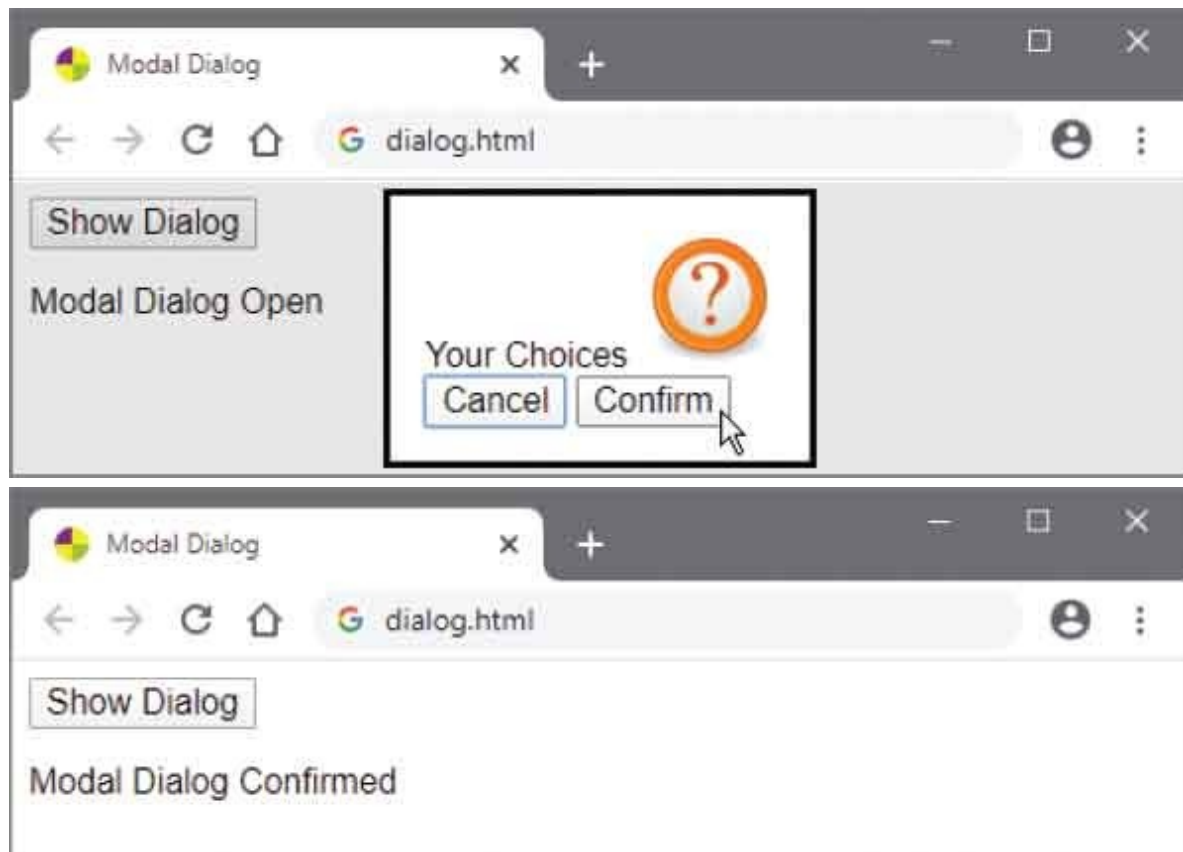 Modal Dialog
dialog.html
Show Dialog
Modal Dialog Open
?
Your Choices
Cancel Confirm
Modal Dialog
dialog.html
Show Dialog
Modal Dialog Confirmed